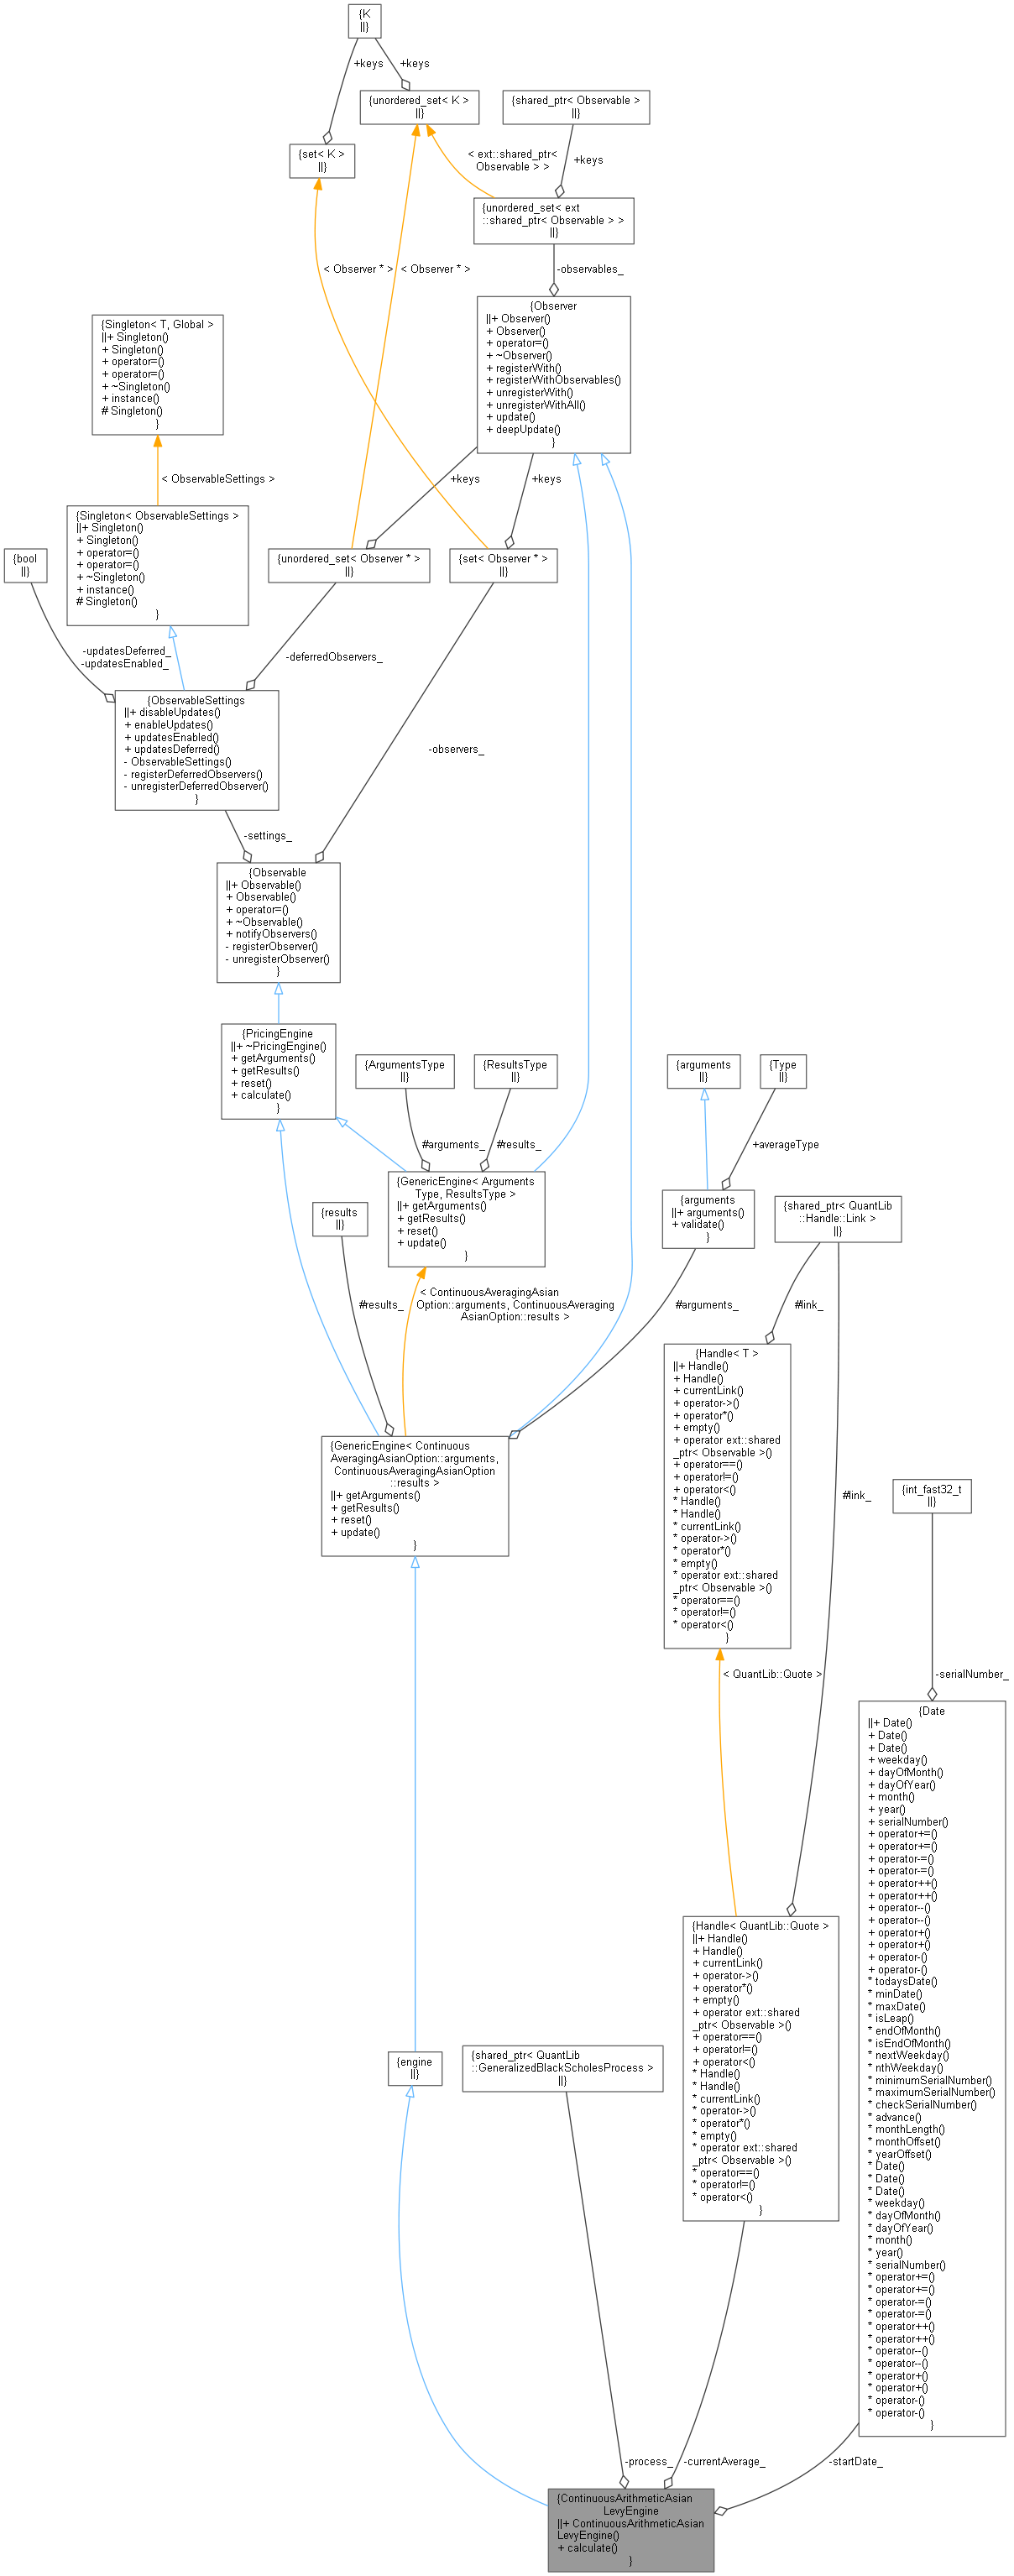 {K
||}
+keys
+keys
{unordered_set< K >
||}
{shared_ptr< Observable >
||}
{set< K >
||}
< ext::shared_ptr<
Observable > >
+keys
{unordered_set< ext
::shared_ptr< Observable > >
||}
< Observer * >
< Observer * >
-observables_
{Singleton< T, Global >
||+ Singleton()
+ Singleton()
+ operator=()
+ operator=()
+ ~Singleton()
+ instance()
# Singleton()
}
{Observer
||+ Observer()
+ Observer()
+ operator=()
+ ~Observer()
+ registerWith()
+ registerWithObservables()
+ unregisterWith()
+ unregisterWithAll()
+ update()
+ deepUpdate()
}
< ObservableSettings >
+keys
+keys
{Singleton< ObservableSettings >
||+ Singleton()
+ Singleton()
+ operator=()
+ operator=()
+ ~Singleton()
+ instance()
# Singleton()
}
{bool
||}
{unordered_set< Observer * >
||}
{set< Observer * >
||}
-updatesDeferred_
-updatesEnabled_
-deferredObservers_
{ObservableSettings
||+ disableUpdates()
+ enableUpdates()
+ updatesEnabled()
+ updatesDeferred()
- ObservableSettings()
- registerDeferredObservers()
- unregisterDeferredObserver()
}
-observers_
-settings_
{Observable
||+ Observable()
+ Observable()
+ operator=()
+ ~Observable()
+ notifyObservers()
- registerObserver()
- unregisterObserver()
}
{PricingEngine
||+ ~PricingEngine()
+ getArguments()
+ getResults()
+ reset()
+ calculate()
}
{ArgumentsType
||}
{ResultsType
||}
{arguments
||}
{Type
||}
#arguments_
#results_
+averageType
{GenericEngine< Arguments
Type, ResultsType >
||+ getArguments()
+ getResults()
+ reset()
+ update()
}
{results
||}
{arguments
||+ arguments()
+ validate()
}
{shared_ptr< QuantLib
::Handle::Link >
||}
#results_
< ContinuousAveragingAsian
Option::arguments, ContinuousAveraging
AsianOption::results >
#arguments_
#link_
{Handle< T >
||+ Handle()
+ Handle()
+ currentLink()
+ operator->()
+ operator*()
+ empty()
+ operator ext::shared
_ptr< Observable >()
+ operator==()
+ operator!=()
+ operator<()
* Handle()
* Handle()
* currentLink()
* operator->()
* operator*()
* empty()
* operator ext::shared
_ptr< Observable >()
* operator==()
* operator!=()
* operator<()
}
{GenericEngine< Continuous
AveragingAsianOption::arguments,
ContinuousAveragingAsianOption
::results >
||+ getArguments()
+ getResults()
+ reset()
+ update()
}
#link_
{int_fast32_t
||}
< QuantLib::Quote >
-serialNumber_
{Date
||+ Date()
+ Date()
+ Date()
+ weekday()
+ dayOfMonth()
+ dayOfYear()
+ month()
+ year()
+ serialNumber()
+ operator+=()
+ operator+=()
+ operator-=()
+ operator-=()
+ operator++()
+ operator++()
+ operator--()
+ operator--()
+ operator+()
+ operator+()
+ operator-()
+ operator-()
* todaysDate()
* minDate()
* maxDate()
* isLeap()
* endOfMonth()
* isEndOfMonth()
* nextWeekday()
* nthWeekday()
* minimumSerialNumber()
* maximumSerialNumber()
* checkSerialNumber()
* advance()
* monthLength()
* monthOffset()
* yearOffset()
* Date()
* Date()
* Date()
* weekday()
* dayOfMonth()
* dayOfYear()
* month()
* year()
* serialNumber()
* operator+=()
* operator+=()
* operator-=()
* operator-=()
* operator++()
* operator++()
* operator--()
* operator--()
* operator+()
* operator+()
* operator-()
* operator-()
}
{Handle< QuantLib::Quote >
||+ Handle()
+ Handle()
+ currentLink()
+ operator->()
+ operator*()
+ empty()
+ operator ext::shared
_ptr< Observable >()
+ operator==()
+ operator!=()
+ operator<()
* Handle()
* Handle()
* currentLink()
* operator->()
* operator*()
* empty()
* operator ext::shared
_ptr< Observable >()
* operator==()
* operator!=()
* operator<()
}
{engine
||}
{shared_ptr< QuantLib
::GeneralizedBlackScholesProcess >
||}
-process_
-currentAverage_
-startDate_
{ContinuousArithmeticAsian
LevyEngine
||+ ContinuousArithmeticAsian
LevyEngine()
+ calculate()
}